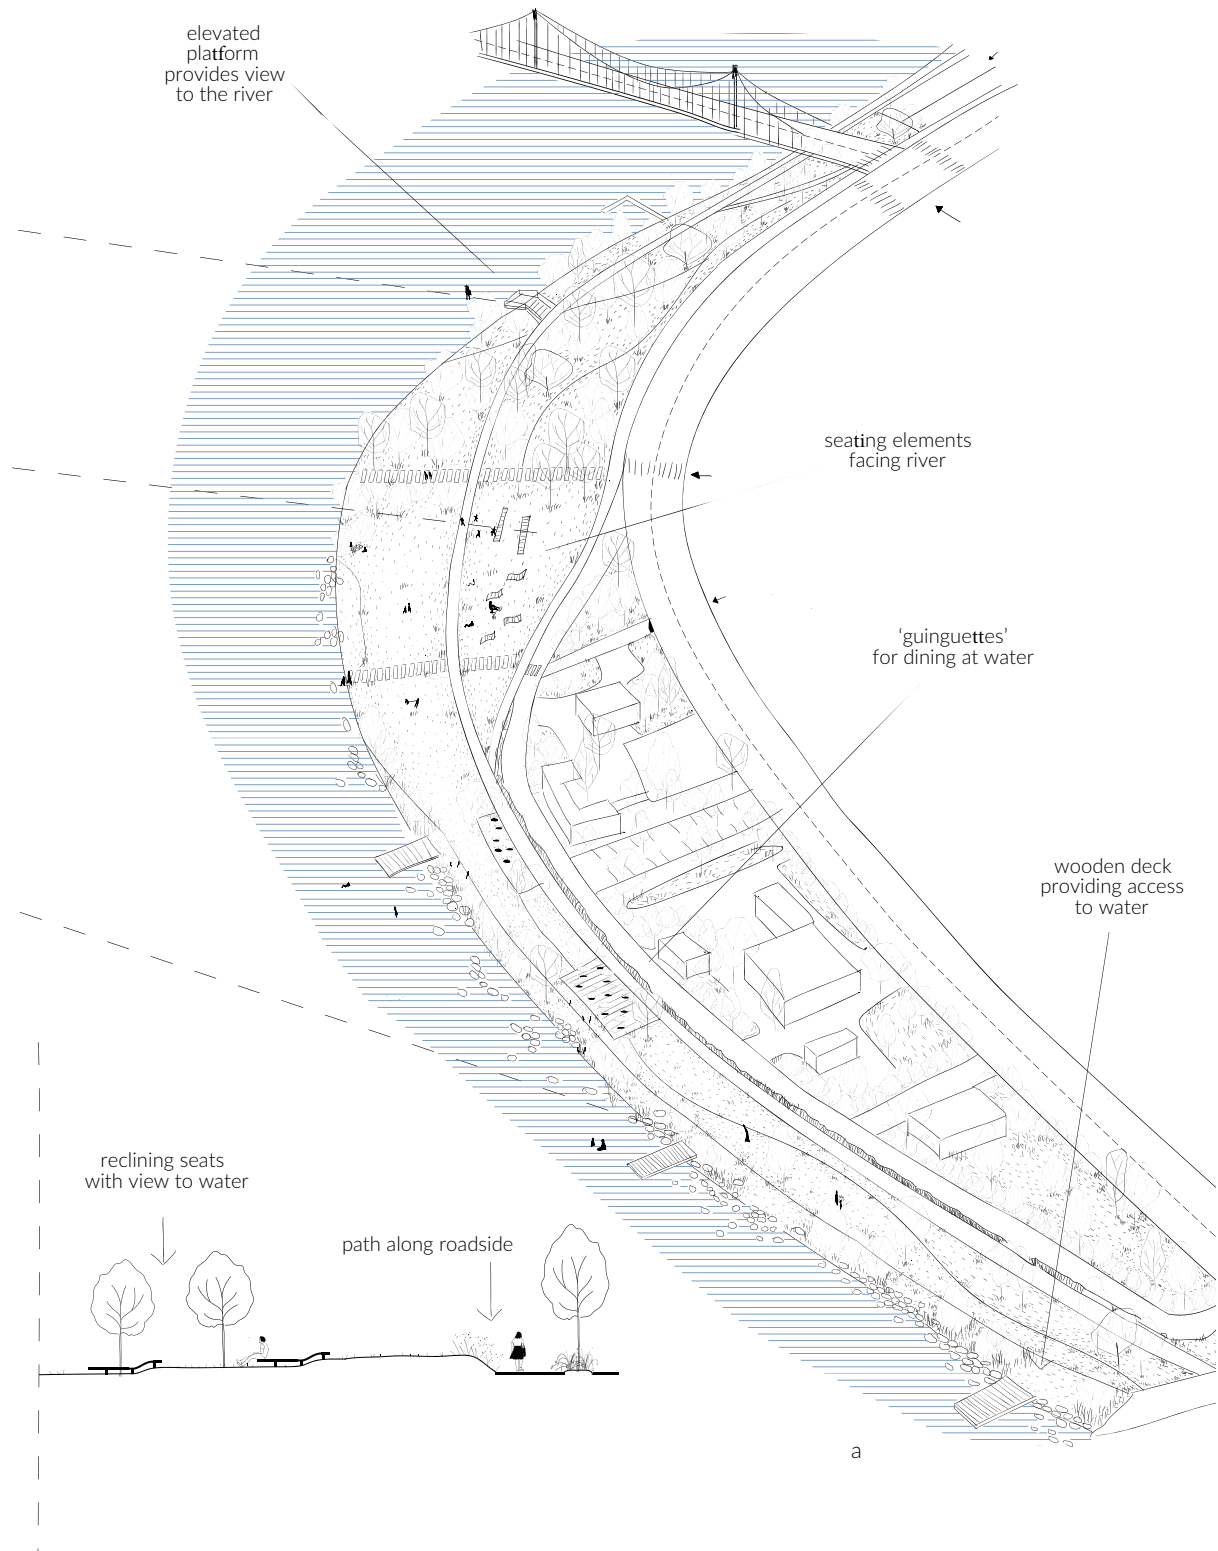 elevated
platform
provides view
to the river
seating elements
facing river
‘guinguettes’
for dining at water
wooden deck
providing access
to water
reclining seats
with view to water
path along roadside
a